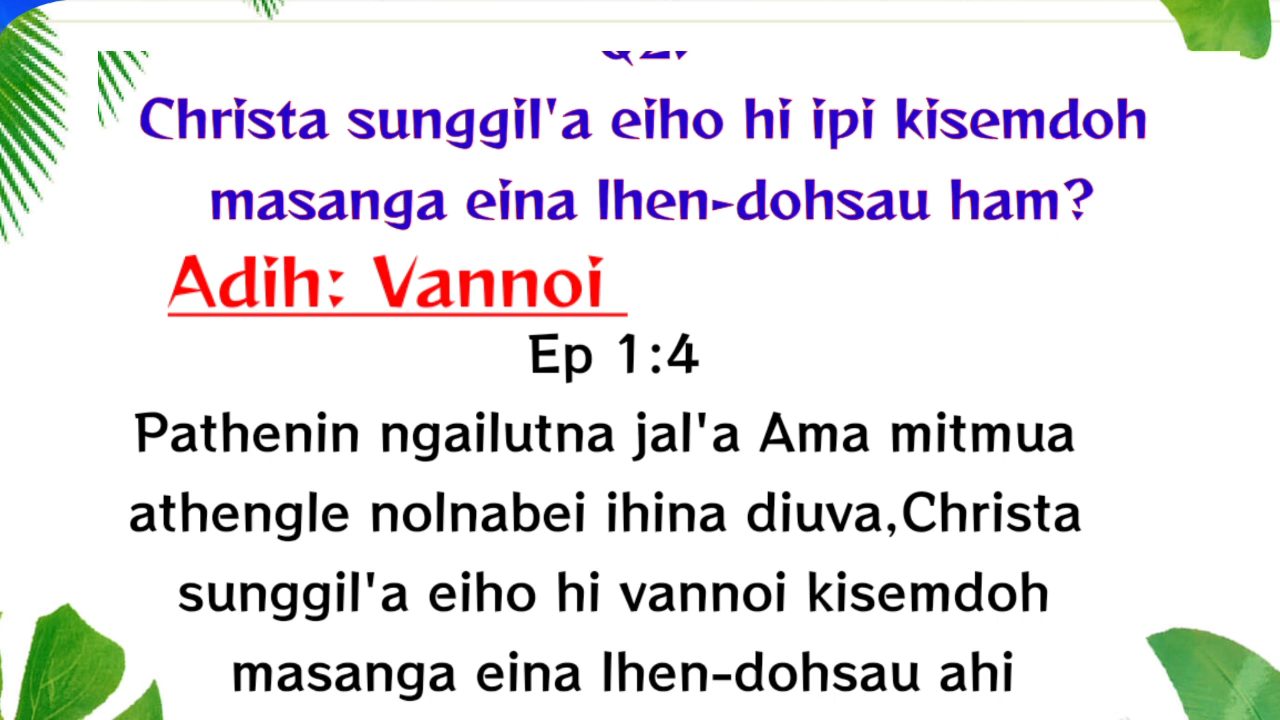 Christa sunggil'a eiho hi ipi kisemdoh
masanga eina lhen-dohsau ham?
Adih: Vannoi
Ep 1:4
Pathenin ngailutna jal'a Ama mitmua
athengle nolnabei ihina diuva,Christa
sunggil'a eiho hi vannoi kisemdoh
masanga eina lhen-dohsau ahi